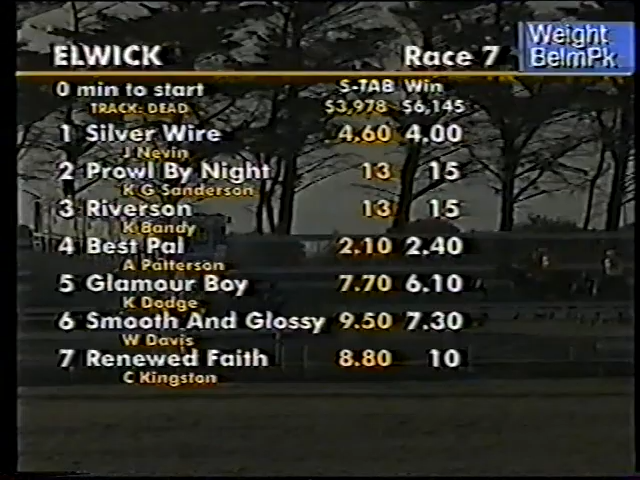 ELWICK Race 7
Weight
BelmPk
0 min to start S-TAB Win
TRACK: DEAD $3,978 $6,145
1 Silver Wire 4.60 4.00
J Nevin
2 Prowl By Night 13 15
K G Sanderson
3 Riverson 13 15
K Bandy
4 Best Pal 2.10 2.40
A Patterson
5 Glamour Boy 7.70 6.10
K Dodge
6 Smooth And Glossy 9.50 7.30
W Davis
7 Renewed Faith 8.80 10
C Kingston